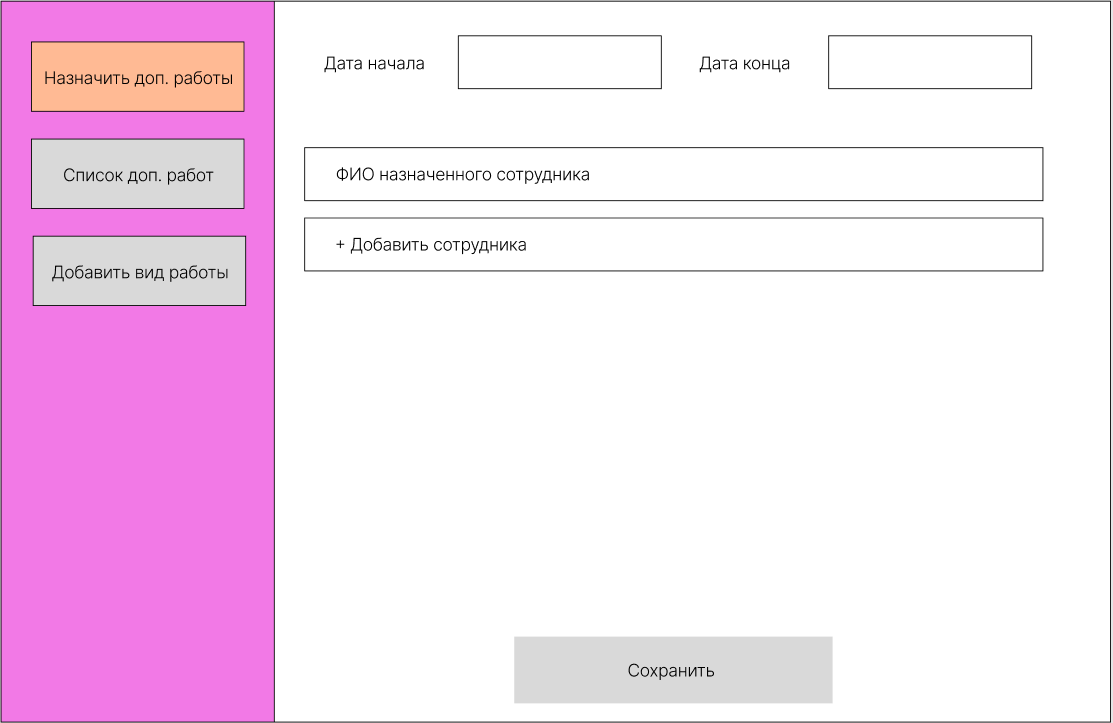 Назначить доп. работы
Список доп. работ
Добавить вид работы
Дата начала
Дата конца
ФИО назначенного сотрудника
+ Добавить сотрудника
Сохранить